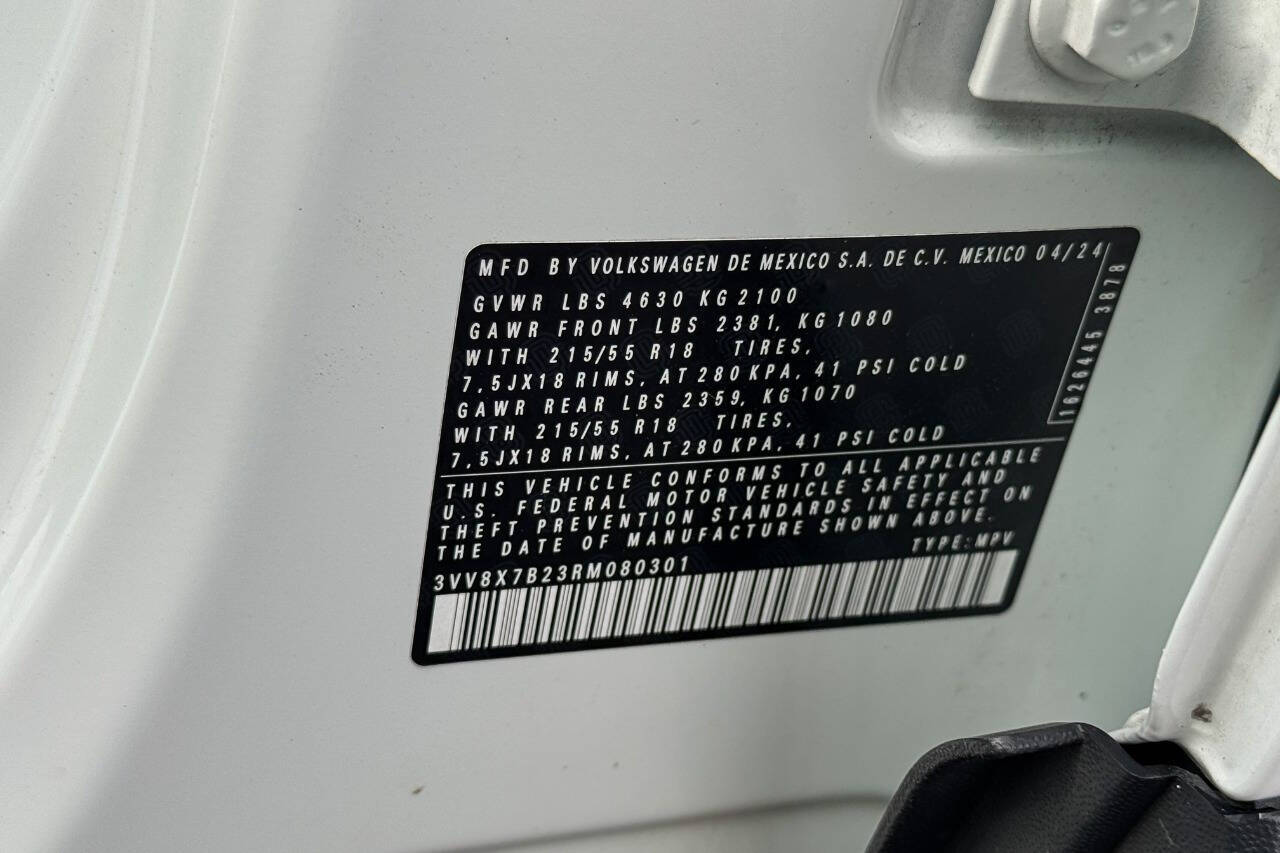 MFD BY VOLKSWAGEN DE MEXICO S.A. DE C.V. MEXICO 04/24
GVWR LBS 4630 KG 2100
GAWR FRONT LBS 2381, KG 1080
WITH 215/55 R18 TIRES,
7,5JX18 RIMS, AT 280 KPA, 41 PSI COLD
GAWR REAR LBS 2359, KG 1070
WITH 215/55 R18 TIRES,
7,5JX18 RIMS, AT 280 KPA, 41 PSI COLD
1626445 3878
THIS VEHICLE CONFORMS TO ALL APPLICABLE
U.S. FEDERAL MOTOR VEHICLE SAFETY AND
THEFT PREVENTION STANDARDS IN EFFECT ON
THE DATE OF MANUFACTURE SHOWN ABOVE.
TYPE: MPV
3VV8X7B23RM080301